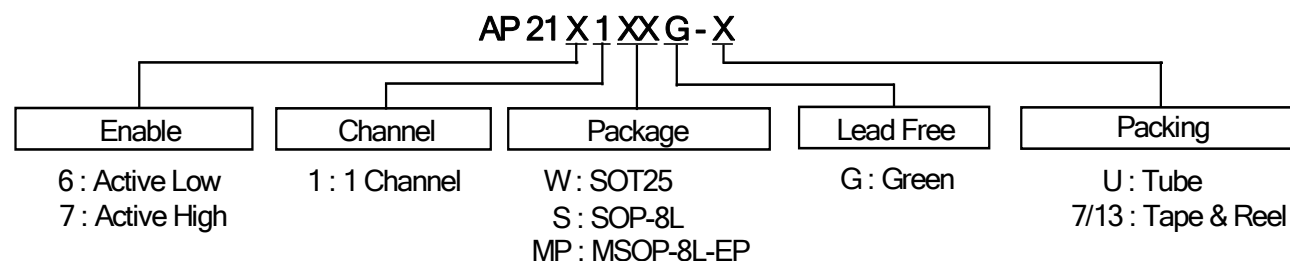 AP 21 X 1 XX G - X
Enable
Channel
Package
Lead Free
Packing
6 : Active Low
7 : Active High
1 : 1 Channel
W : SOT25
S : SOP-8L
MP : MSOP-8L-EP
G : Green
U : Tube
7/13 : Tape & Reel